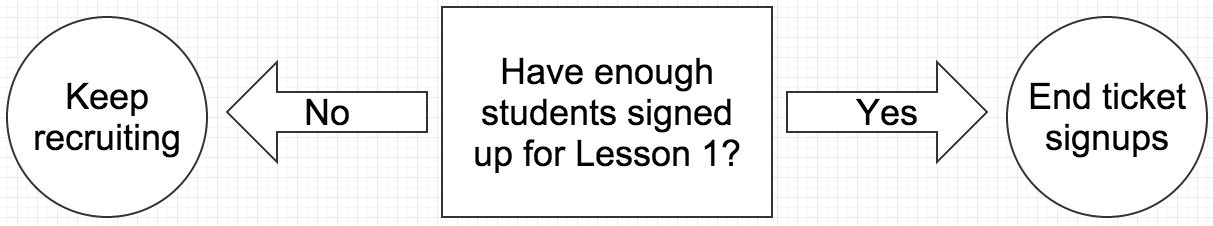 Keep
recruiting
No
Have enough
students signed
up for Lesson 1?
Yes
End ticket
signups